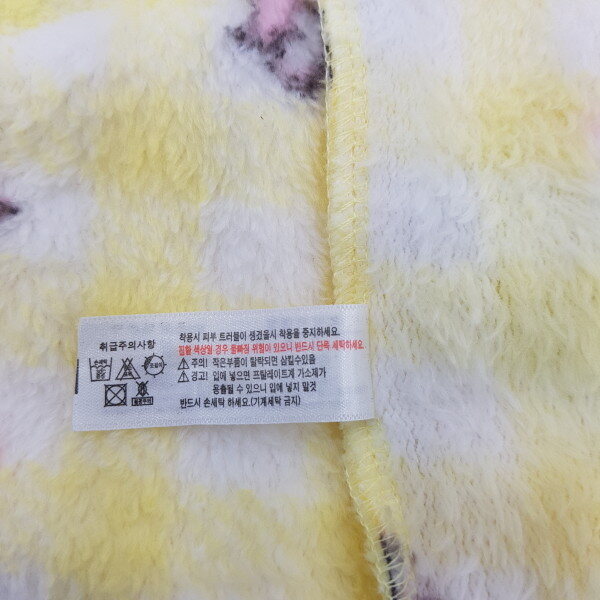 취급주의사항
착용시 피부 트러블이 생겼을시 착용을 중지하세요.
진할 색상일 경우 물빠짐 위험이 있으니 반드시 단독 세탁하세요.
주의! : 작은부품이 탈락되면 삼킬수있음
경고! : 입에 넣으면 프탈레이트계 가소제가
용출될 수 있으니 입에 넣지 말것
반드시 손세탁 하세요.(기계세탁 금지)